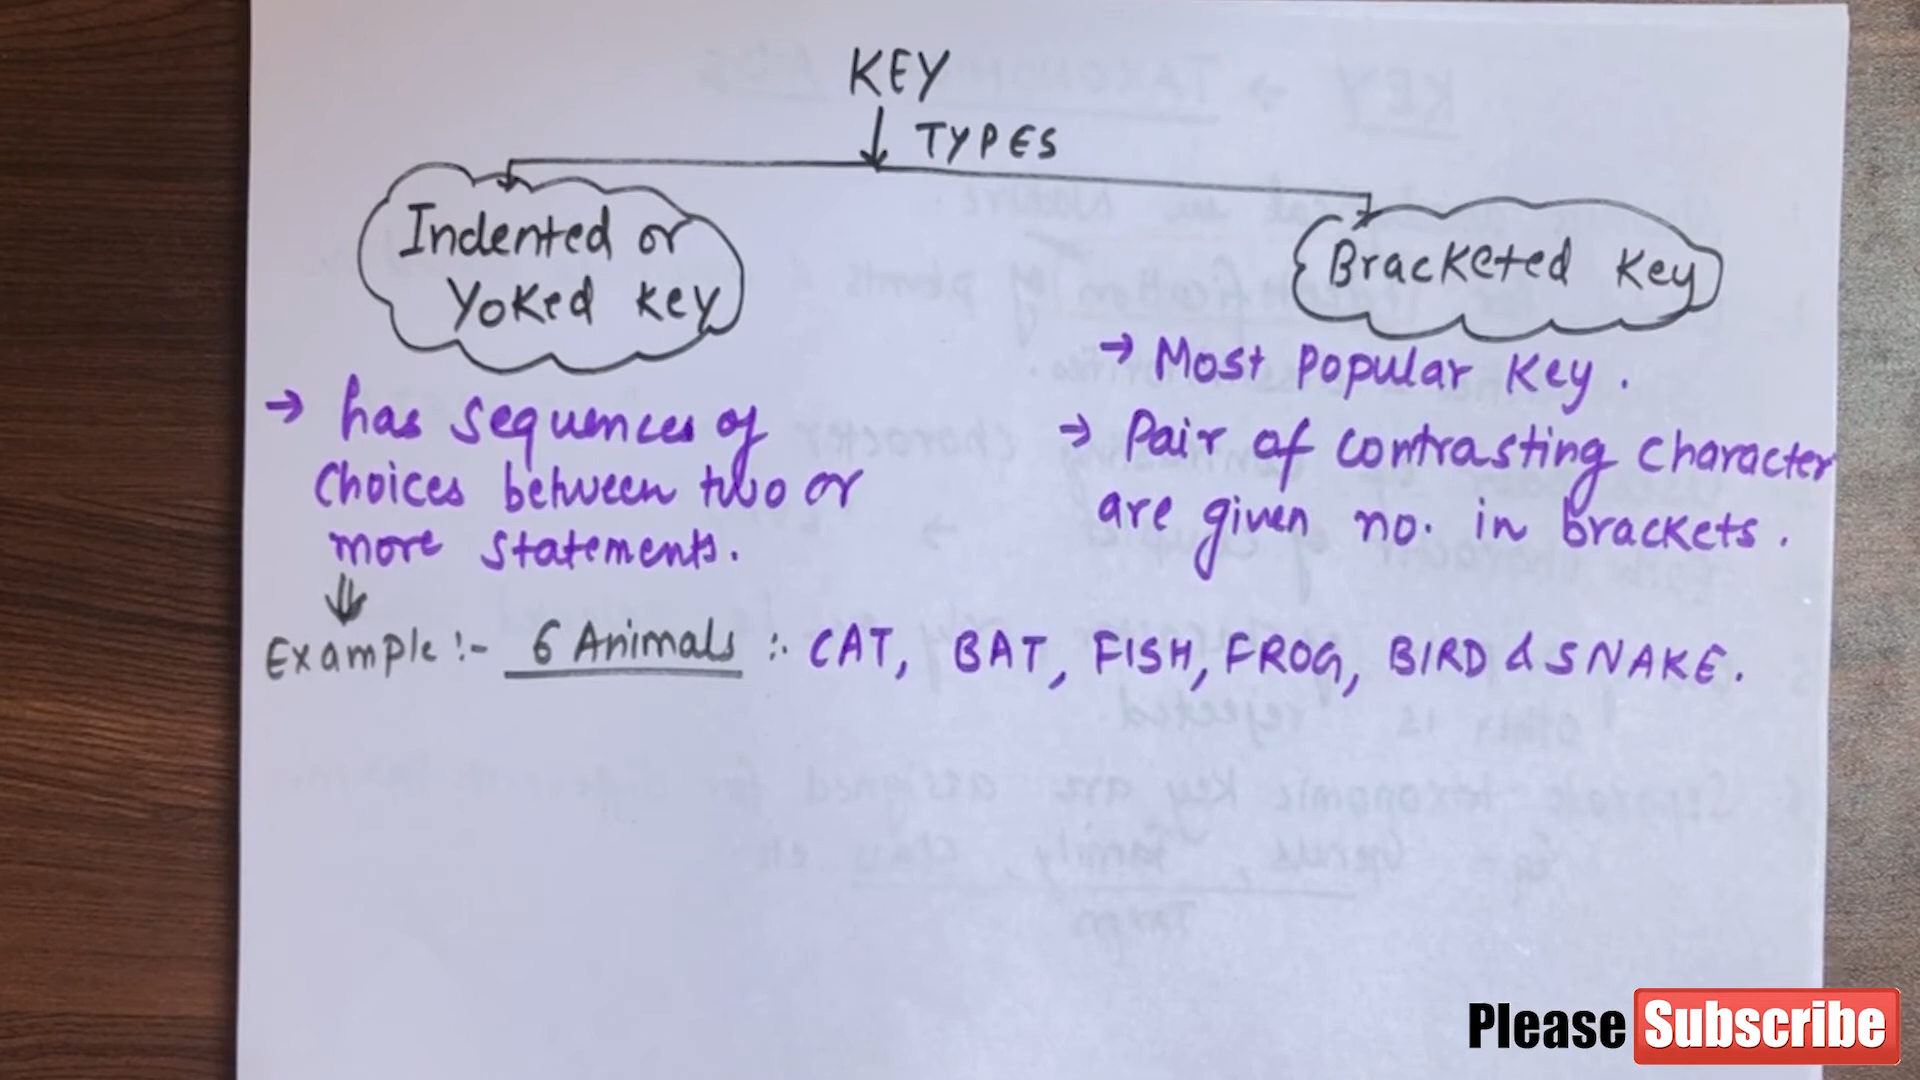 KEY
TYPES
Indented or
Yoked Key
→ has sequences of
choices between two or
more statements.
Bracketed Key
→ Most Popular Key.
→ Pair of contrasting character
are given no. in brackets.
Example :- 6 Animals :- CAT, BAT, FISH, FROG, BIRD & SNAKE.
Please Subscribe